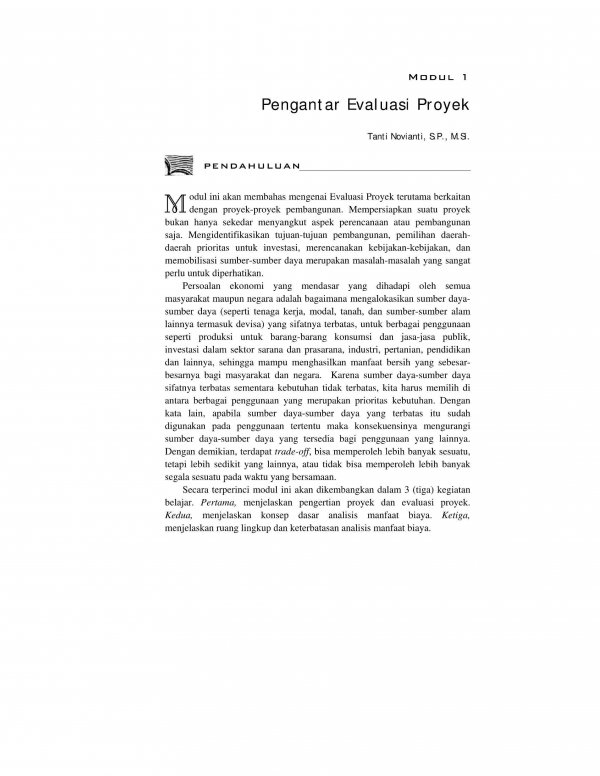 Modul 1
Pengantar Evaluasi Proyek
Tanti Novianti, S.P., M.Si.
PENDAHULUAN
Modul ini akan membahas mengenai Evaluasi Proyek terutama berkaitan
dengan proyek-proyek pembangunan. Mempersiapkan suatu proyek
bukan hanya sekedar menyangkut aspek perencanaan atau pembangunan
saja. Mengidentifikasikan tujuan-tujuan pembangunan, pemilihan daerah-
daerah prioritas untuk investasi, merencanakan kebijakan-kebijakan, dan
memobilisasi sumber-sumber daya merupakan masalah-masalah yang sangat
perlu untuk diperhatikan.
Persoalan ekonomi yang mendasar yang dihadapi oleh semua
masyarakat maupun negara adalah bagaimana mengalokasikan sumber daya-
sumber daya (seperti tenaga kerja, modal, tanah, dan sumber-sumber alam
lainnya termasuk devisa) yang sifatnya terbatas, untuk berbagai penggunaan
seperti produksi untuk barang-barang konsumsi dan jasa-jasa publik,
investasi dalam sektor sarana dan prasarana, industri, pertanian, pendidikan
dan lainnya, sehingga mampu menghasilkan manfaat bersih yang sebesar-
besarnya bagi masyarakat dan negara. Karena sumber daya-sumber daya
sifatnya terbatas sementara kebutuhan tidak terbatas, kita harus memilih di
antara berbagai penggunaan yang merupakan prioritas kebutuhan. Dengan
kata lain, apabila sumber daya-sumber daya yang terbatas itu sudah
digunakan pada penggunaan tertentu maka konsekuensinya mengurangi
sumber daya-sumber daya yang tersedia bagi penggunaan yang lainnya.
Dengan demikian, terdapat trade-off, bisa memperoleh lebih banyak sesuatu,
tetapi lebih sedikit yang lainnya, atau tidak bisa memperoleh lebih banyak
segala sesuatu pada waktu yang bersamaan.
Secara terperinci modul ini akan dikembangkan dalam 3 (tiga) kegiatan
belajar. Pertama, menjelaskan pengertian proyek dan evaluasi proyek.
Kedua, menjelaskan konsep dasar analisis manfaat biaya. Ketiga,
menjelaskan ruang lingkup dan keterbatasan analisis manfaat biaya.